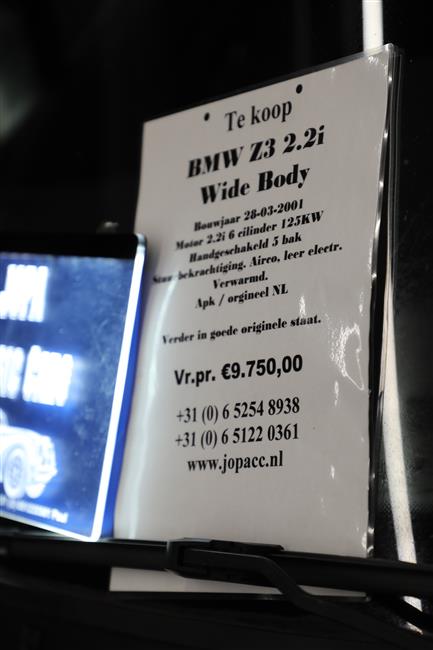 Te koop
BMW Z3 2.2i
Wide Body
Bouwjaar 28-03-2001
Motor 2.2i 6 cilinder 125KW
Handgeschakeld 5 bak
Stuurbekrachtiging. Airco, leer electr.
Verwarmd.
Apk / orgineel NL
Verder in goede originele staat.
Vr.pr. €9.750,00
+31 (0) 6 5254 8938
+31 (0) 6 5122 0361
www.jopacc.nl
JOPA